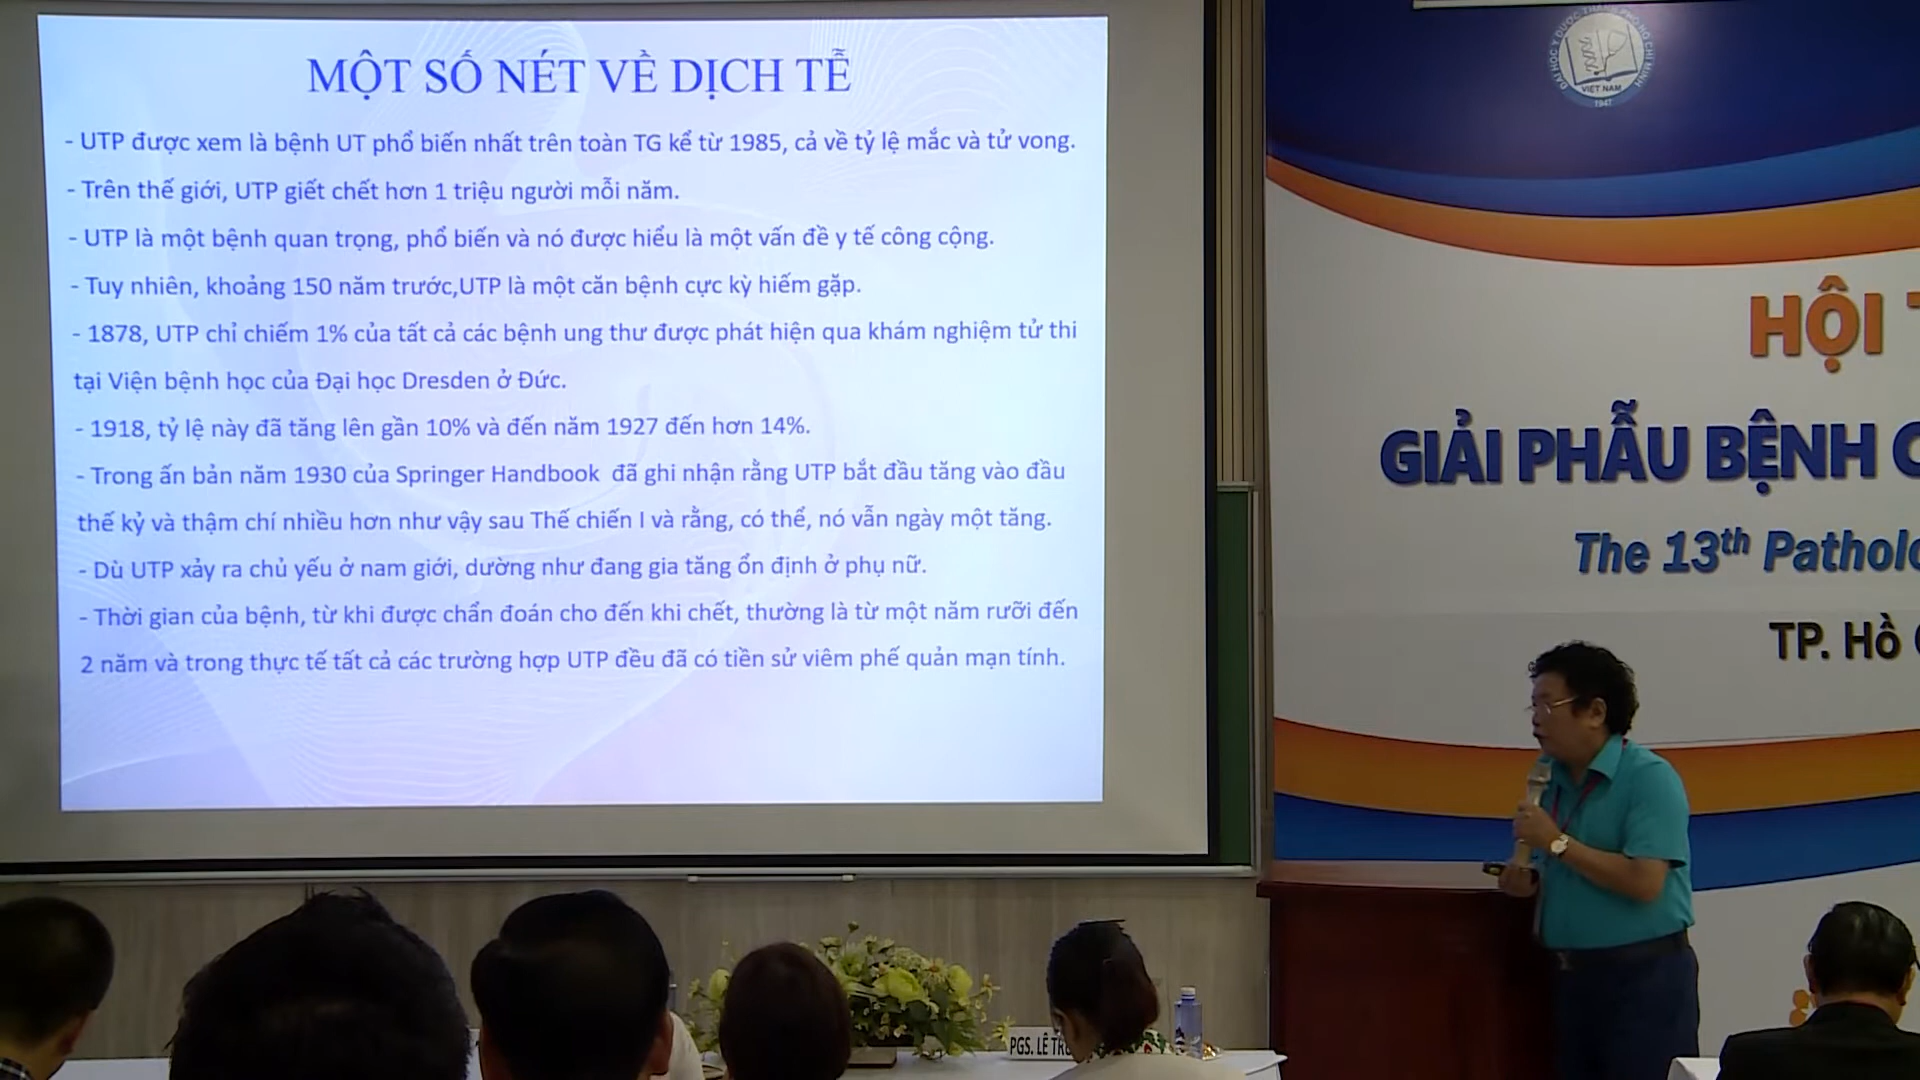 MỘT SỐ NÉT VỀ DỊCH TỄ
- UTP được xem là bệnh UT phổ biến nhất trên toàn TG kể từ 1985, cả về tỷ lệ mắc và tử vong.
- Trên thế giới, UTP giết chết hơn 1 triệu người mỗi năm.
- UTP là một bệnh quan trọng, phổ biến và nó được hiểu là một vấn đề y tế công cộng.
- Tuy nhiên, khoảng 150 năm trước,UTP là một căn bệnh cực kỳ hiếm gặp.
- 1878, UTP chỉ chiếm 1% của tất cả các bệnh ung thư được phát hiện qua khám nghiệm tử thi
tại Viện bệnh học của Đại học Dresden ở Đức.
- 1918, tỷ lệ này đã tăng lên gần 10% và đến năm 1927 đến hơn 14%.
- Trong ấn bản năm 1930 của Springer Handbook đã ghi nhận rằng UTP bắt đầu tăng vào đầu
thế kỷ và thậm chí nhiều hơn như vậy sau Thế chiến I và rằng, có thể, nó vẫn ngày một tăng.
- Dù UTP xảy ra chủ yếu ở nam giới, dường như đang gia tăng ổn định ở phụ nữ.
- Thời gian của bệnh, từ khi được chẩn đoán cho đến khi chết, thường là từ một năm rưỡi đến
2 năm và trong thực tế tất cả các trường hợp UTP đều đã có tiền sử viêm phế quản mạn tính.
ĐẠI HỌC Y DƯỢC THÀNH PHỐ HỒ CHÍ MINH
VIỆT NAM
1947
HỘI
GIẢI PHẪU BỆNH
The 13th Patholo
TP. Hồ
PGS. LÊ